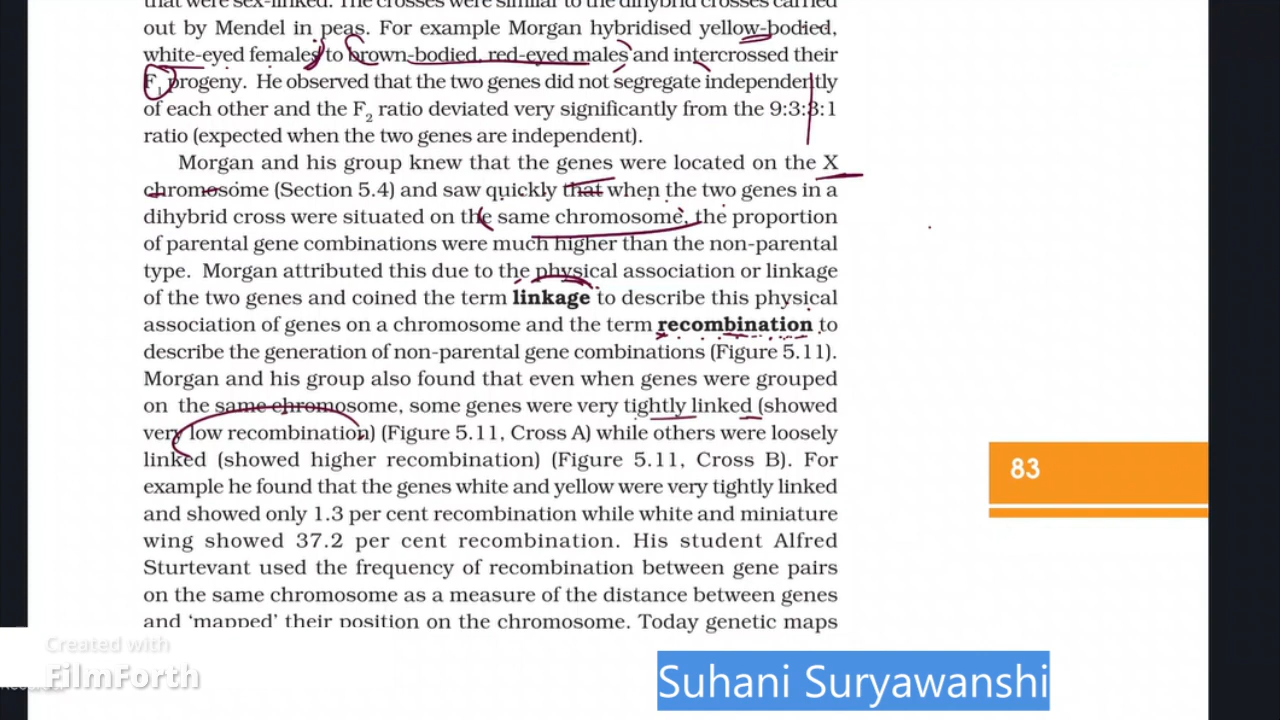 that were sex-linked. The crosses were similar to the dihybrid crosses carried
out by Mendel in peas. For example Morgan hybridised yellow-bodied,
white-eyed females to brown-bodied, red-eyed males and intercrossed their
F1 progeny. He observed that the two genes did not segregate independently
of each other and the F2 ratio deviated very significantly from the 9:3:3:1
ratio (expected when the two genes are independent).
Morgan and his group knew that the genes were located on the X
chromosome (Section 5.4) and saw quickly that when the two genes in a
dihybrid cross were situated on the same chromosome, the proportion
of parental gene combinations were much higher than the non-parental
type. Morgan attributed this due to the physical association or linkage
of the two genes and coined the term linkage to describe this physical
association of genes on a chromosome and the term recombination to
describe the generation of non-parental gene combinations (Figure 5.11).
Morgan and his group also found that even when genes were grouped
on the same chromosome, some genes were very tightly linked (showed
very low recombination) (Figure 5.11, Cross A) while others were loosely
linked (showed higher recombination) (Figure 5.11, Cross B). For
example he found that the genes white and yellow were very tightly linked
and showed only 1.3 per cent recombination while white and miniature
wing showed 37.2 per cent recombination. His student Alfred
Sturtevant used the frequency of recombination between gene pairs
on the same chromosome as a measure of the distance between genes
and 'mapped' their position on the chromosome. Today genetic maps
83
Created with
FilmForth
Suhani Suryawanshi